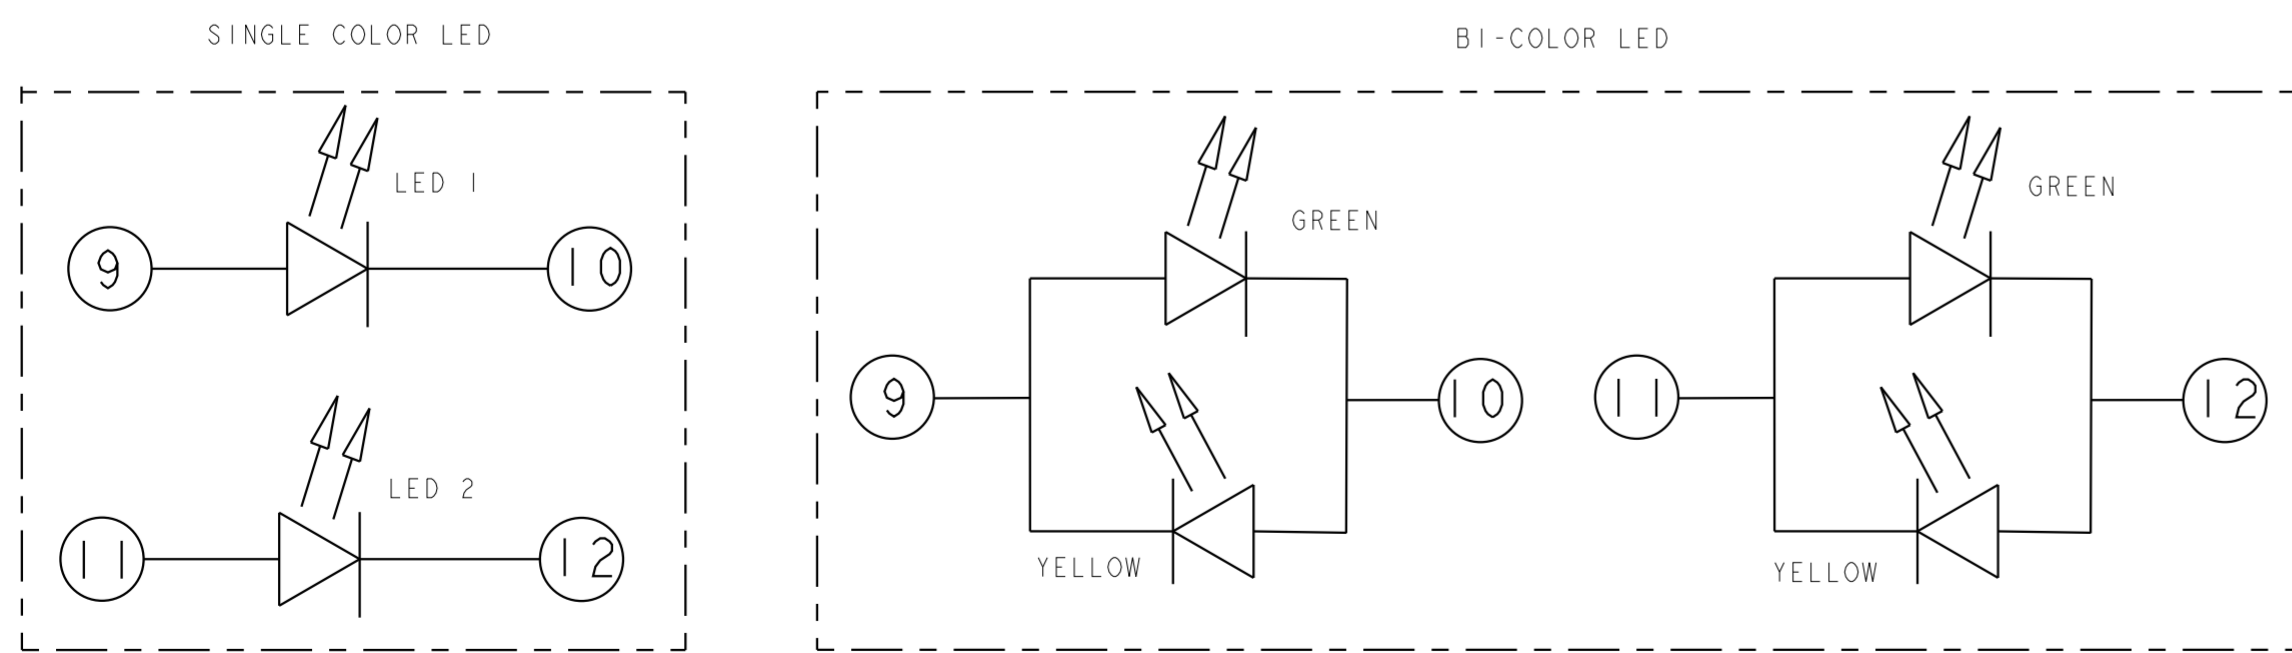 SINGLE COLOR LED
LED 1
9
10
LED 2
11
12
BI-COLOR LED
GREEN
9
10
YELLOW
GREEN
11
12
YELLOW